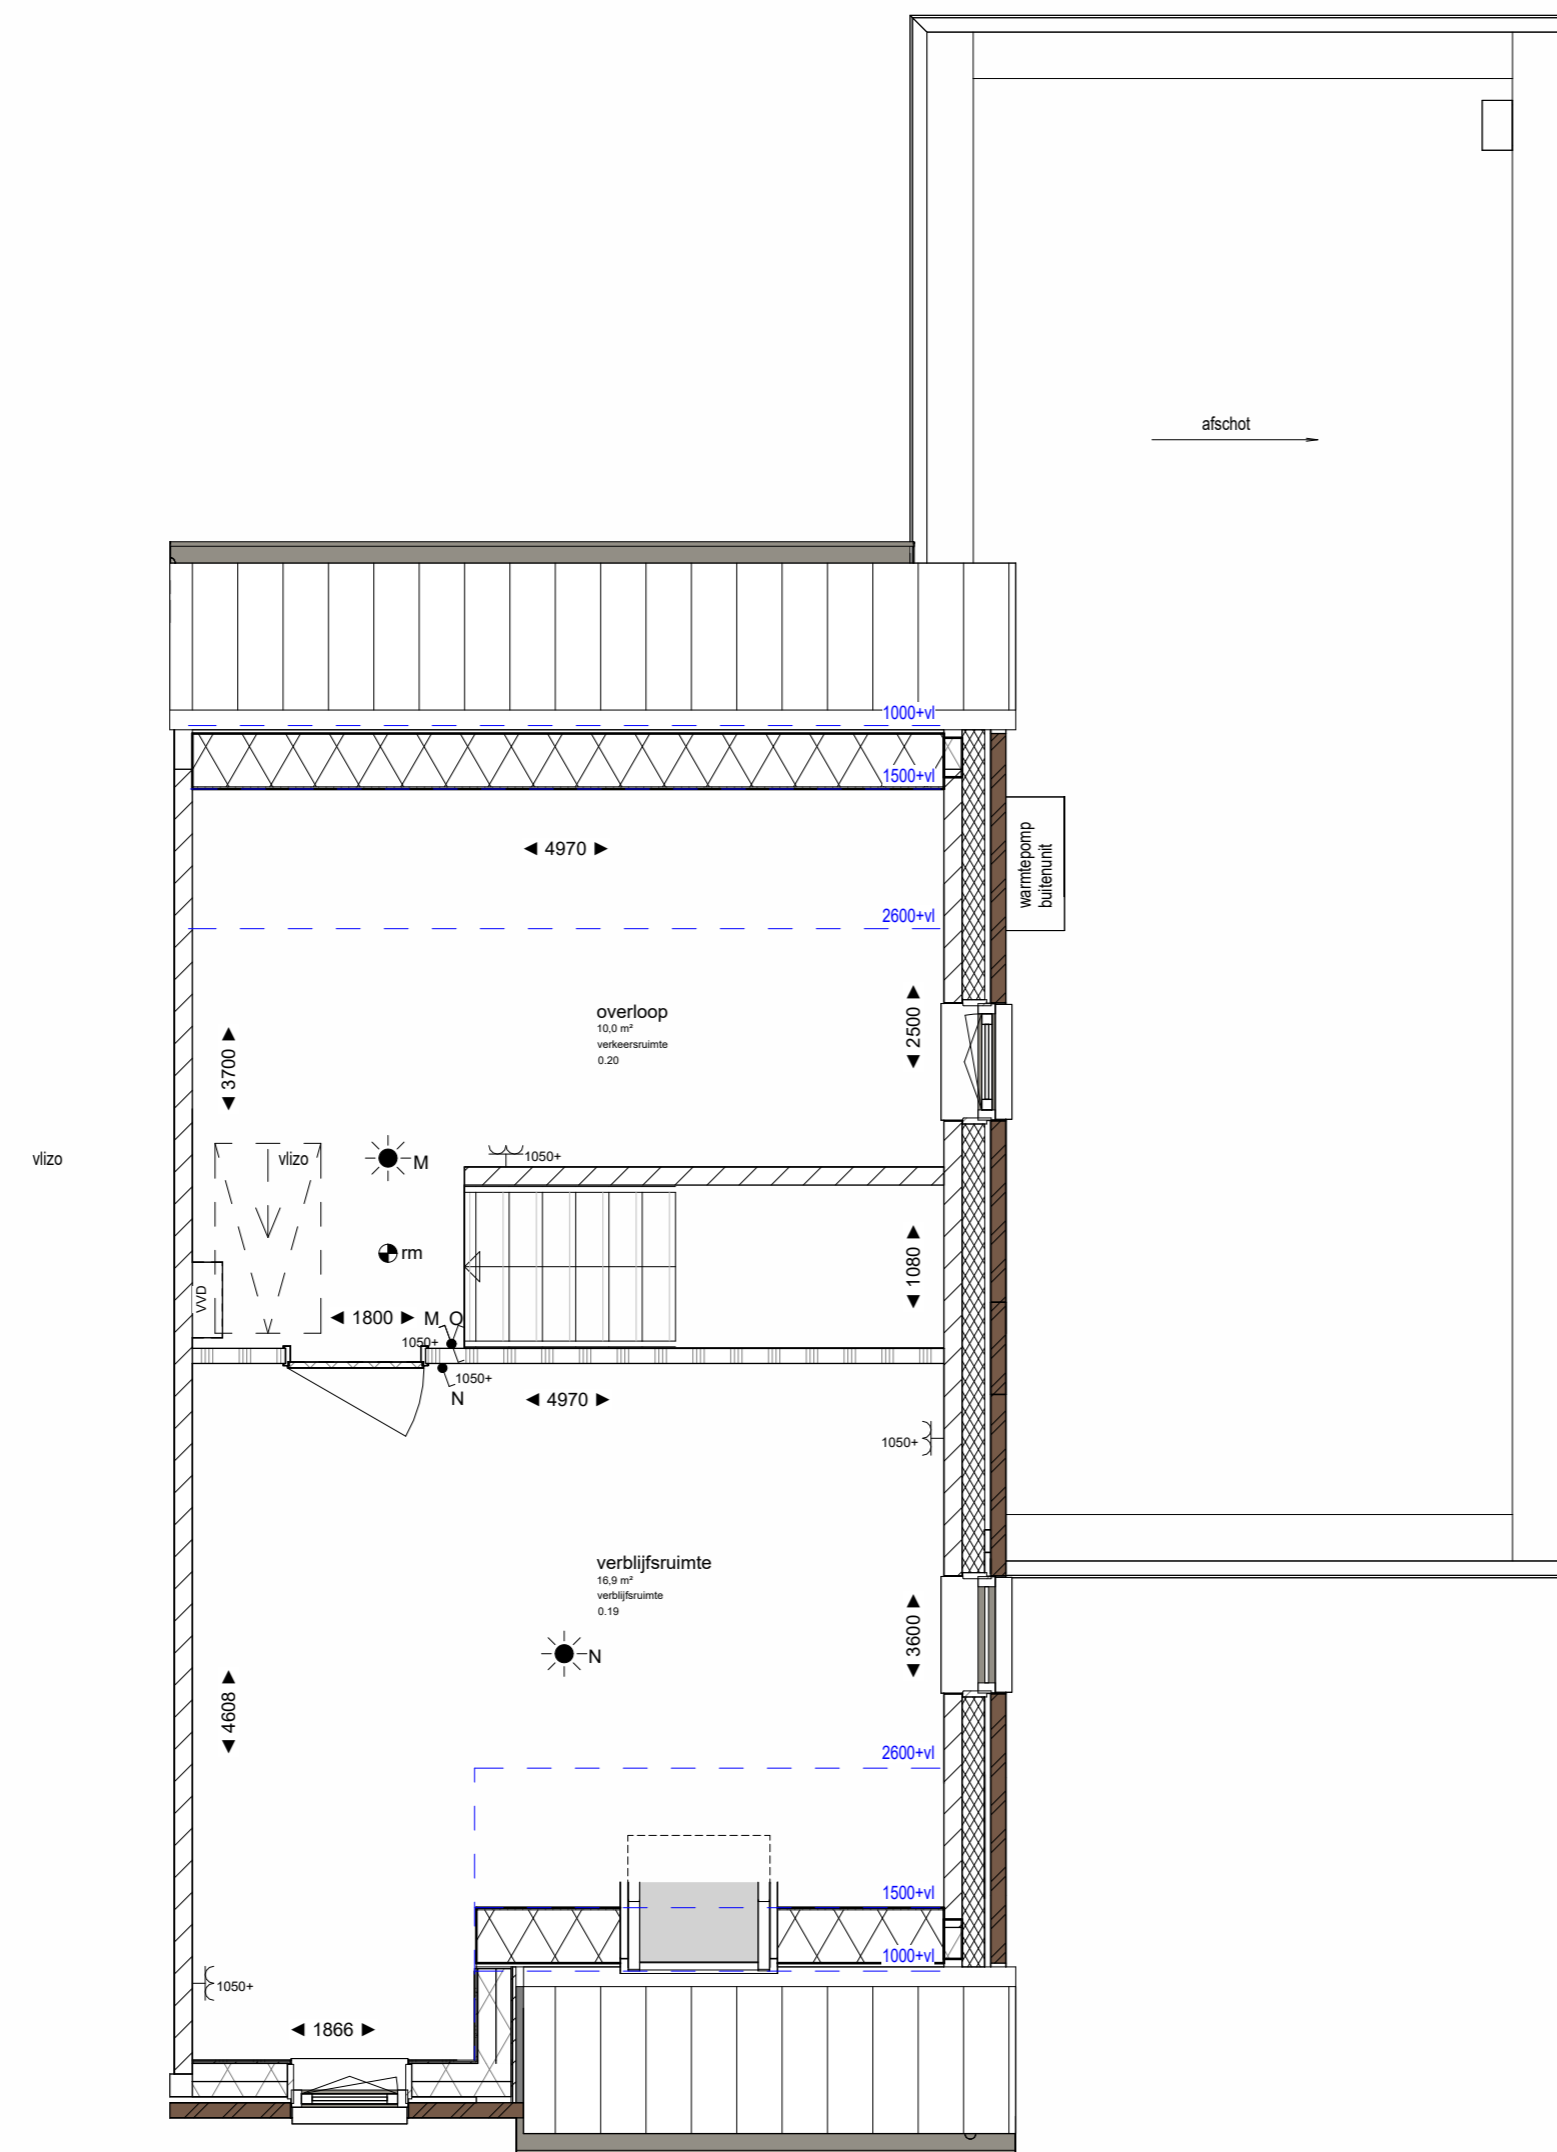 afschot
1000+vl
1500+vl
4970
warmtepomp
buitenunit
2600+vl
overloop
10,0 m²
verkeersruimte
0.20
2500
3700
vlizo
vlizo
M
1050+
rm
1080
VVD
1800
M O
1050+
1050+
N
4970
1050+
verblijfsruimte
16,9 m²
verblijfsruimte
0.19
3600
N
4608
2600+vl
1500+vl
1000+vl
1050+
1866